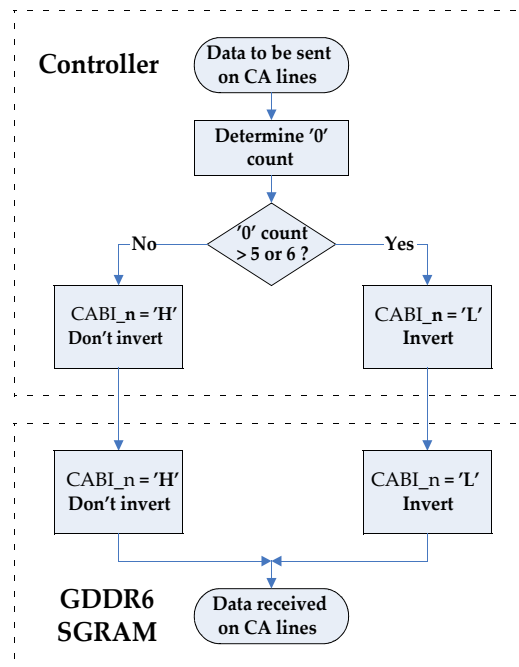 Controller
Data to be sent
on CA lines
Determine '0'
count
'0' count
> 5 or 6 ?
No
Yes
CABI_n = 'H'
Don't invert
CABI_n = 'L'
Invert
CABI_n = 'H'
Don't invert
CABI_n = 'L'
Invert
GDDR6
SGRAM
Data received
on CA lines